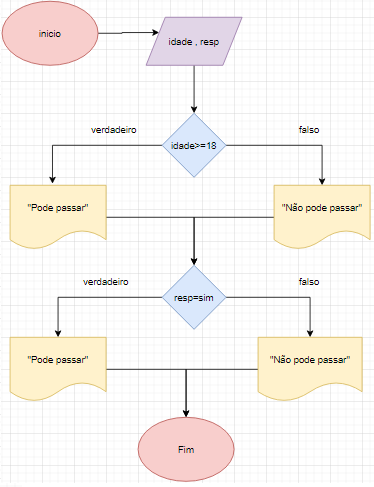 inicio
idade , resp
verdadeiro
falso
idade>=18
"Pode passar"
"Não pode passar"
verdadeiro
falso
resp=sim
"Pode passar"
"Não pode passar"
Fim